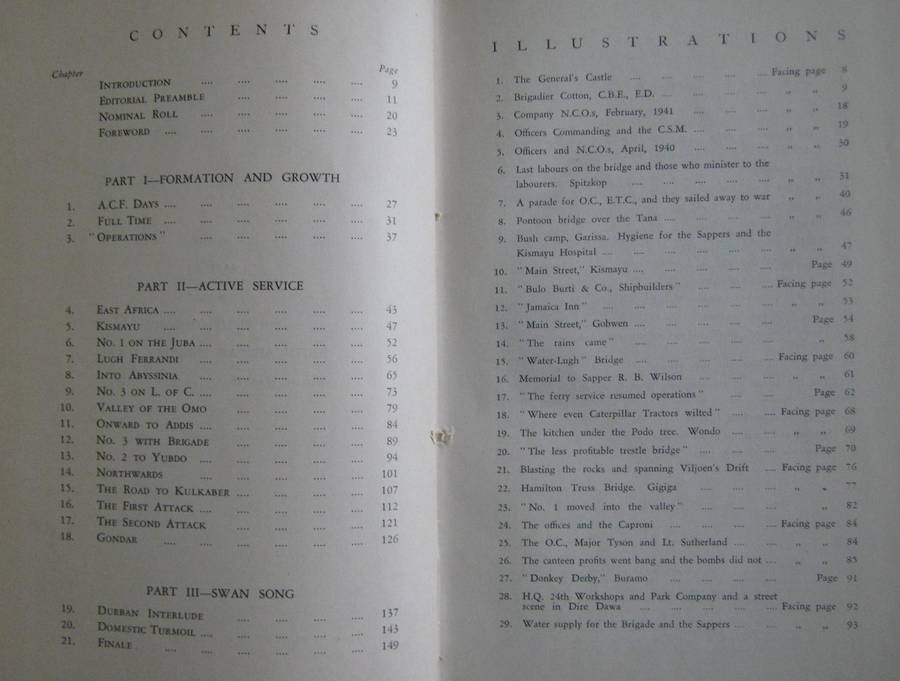 CONTENTS
Chapter Page
INTRODUCTION .... .... .... .... .... 9
EDITORIAL PREAMBLE .... .... .... .... 11
NOMINAL ROLL .... .... .... .... .... 20
FOREWORD .... .... .... .... .... .... 23
PART I—FORMATION AND GROWTH
1. A.C.F. DAYS .... .... .... .... .... 27
2. FULL TIME .... .... .... .... .... 31
3. "OPERATIONS" .... .... .... .... .... 37
PART II—ACTIVE SERVICE
4. EAST AFRICA .... .... .... .... .... 43
5. KISMAYU .... .... .... .... .... .... 47
6. NO. 1 ON THE JUBA .... .... .... .... .... 52
7. LUGH FERRANDI .... .... .... .... .... 56
8. INTO ABYSSINIA .... .... .... .... .... 65
9. NO. 3 ON L. OF C. .... .... .... .... .... 73
10. VALLEY OF THE OMO .... .... .... .... 79
11. ONWARD TO ADDIS .... .... .... .... .... 84
12. NO. 3 WITH BRIGADE .... .... .... .... 89
13. NO. 2 TO YUBDO .... .... .... .... .... 94
14. NORTHWARDS .... .... .... .... .... 101
15. THE ROAD TO KULKABER .... .... .... .... 107
16. THE FIRST ATTACK .... .... .... .... .... 112
17. THE SECOND ATTACK .... .... .... .... 121
18. GONDAR .... .... .... .... .... 126
PART III—SWAN SONG
19. DURBAN INTERLUDE .... .... .... .... 137
20. DOMESTIC TURMOIL .... .... .... .... .... 143
21. FINALE .... .... .... .... .... 149
ILLUSTRATIONS
1. The General's Castle .... .... .... .... Facing page 8
2. Brigadier Cotton, C.B.E., E.D. .... .... .... .... „ „ 9
3. Company N.C.O.s, February, 1941 .... .... .... „ „ 18
4. Officers Commanding and the C.S.M. .... .... .... „ „ 19
5. Officers and N.C.O.s, April, 1940 .... .... .... „ „ 30
6. Last labours on the bridge and those who minister to the
labourers. Spitzkop .... .... .... .... „ „ 31
7. A parade for O.C., E.T.C., and they sailed away to war „ „ 40
8. Pontoon bridge over the Tana .... .... .... .... „ „ 46
9. Bush camp, Garissa. Hygiene for the Sappers and the
Kismayu Hospital .... .... .... .... .... „ „ 47
10. "Main Street," Kismayu .... .... .... .... Page 49
11. "Bulo Burti & Co., Shipbuilders" .... .... .... Facing page 52
12. "Jamaica Inn" .... .... .... .... .... „ „ 53
13. "Main Street," Gobwen .... .... .... .... .... Page 54
14. "The rains came" .... .... .... .... .... „ 58
15. "Water-Lugh" Bridge .... .... .... .... Facing page 60
16. Memorial to Sapper R. B. Wilson .... .... .... „ „ 61
17. "The ferry service resumed operations" .... .... Page 62
18. "Where even Caterpillar Tractors wilted" .... .... Facing page 68
19. The kitchen under the Podo tree. Wondo .... .... „ „ 69
20. "The less profitable trestle bridge" .... .... .... Page 70
21. Blasting the rocks and spanning Viljoen's Drift .... Facing page 76
22. Hamilton Truss Bridge. Gigiga .... .... .... „ „ 77
23. "No. 1 moved into the valley" .... .... .... „ 82
24. The offices and the Caproni .... .... .... .... Facing page 84
25. The O.C., Major Tyson and Lt. Sutherland .... .... „ „ 84
26. The canteen profits went bang and the bombs did not .... „ „ 85
27. "Donkey Derby," Buramo .... .... .... .... Page 91
28. H.Q. 24th Workshops and Park Company and a street
scene in Dire Dawa .... .... .... .... .... Facing page 92
29. Water supply for the Brigade and the Sappers .... .... „ „ 93